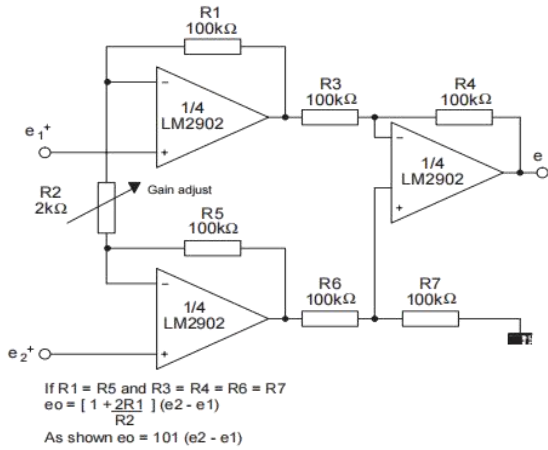 R1
100kΩ
1/4
LM2902
e1+
R3
100kΩ
R4
100kΩ
1/4
LM2902
e
R2
2kΩ
Gain adjust
R5
100kΩ
1/4
LM2902
e2+
R6
100kΩ
R7
100kΩ
If R1 = R5 and R3 = R4 = R6 = R7
eo = [ 1 + 2R1 ] (e2 - e1)
R2
As shown eo = 101 (e2 - e1)